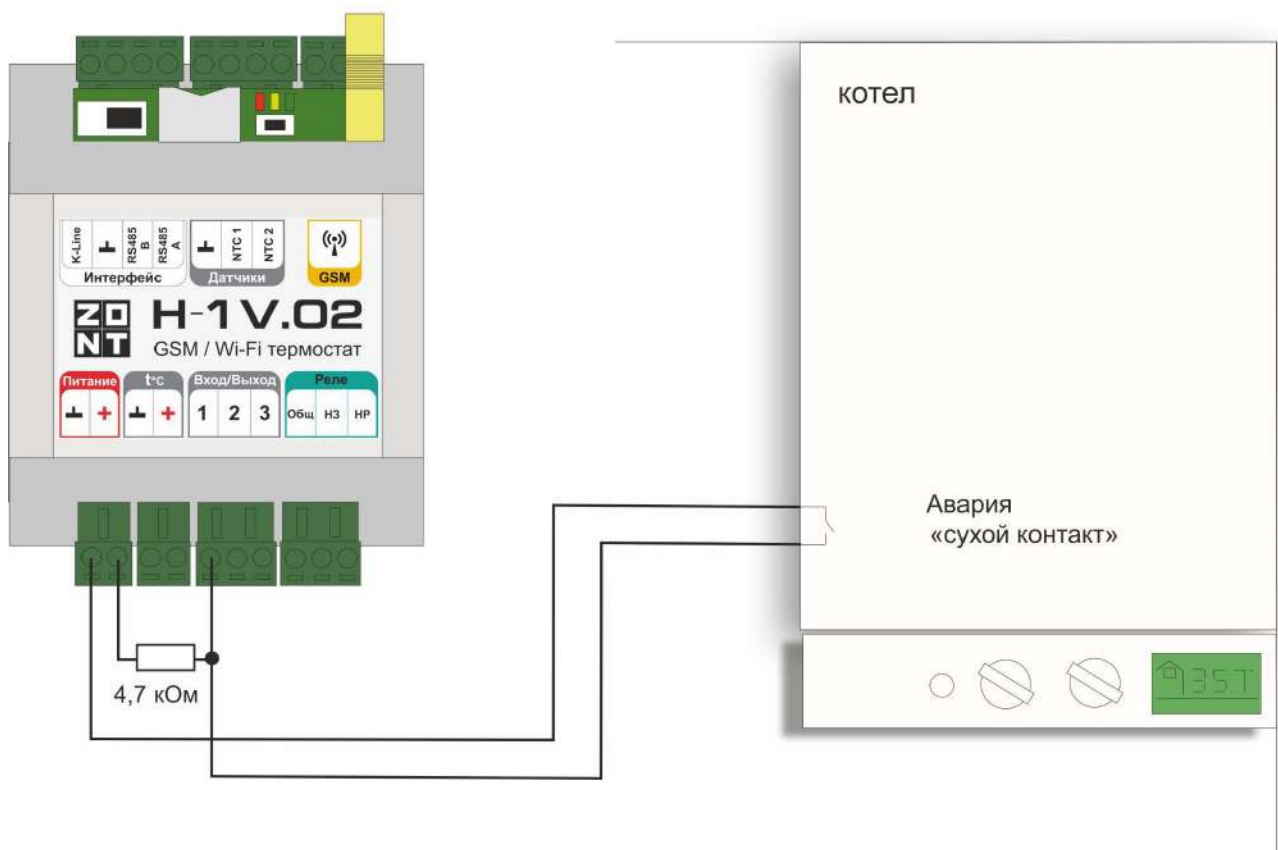 котел
K-Line
⊥
RS485 B
RS485 A
⊥
NTC 1
NTC 2
Интерфейс
Датчики
GSM
ZONT
H-1V.02
GSM / Wi-Fi термостат
Питание
t°C
Вход/Выход
Реле
⊥ + ⊥ + 1 2 3 Общ НЗ НР
Авария
«сухой контакт»
4,7 кОм
357